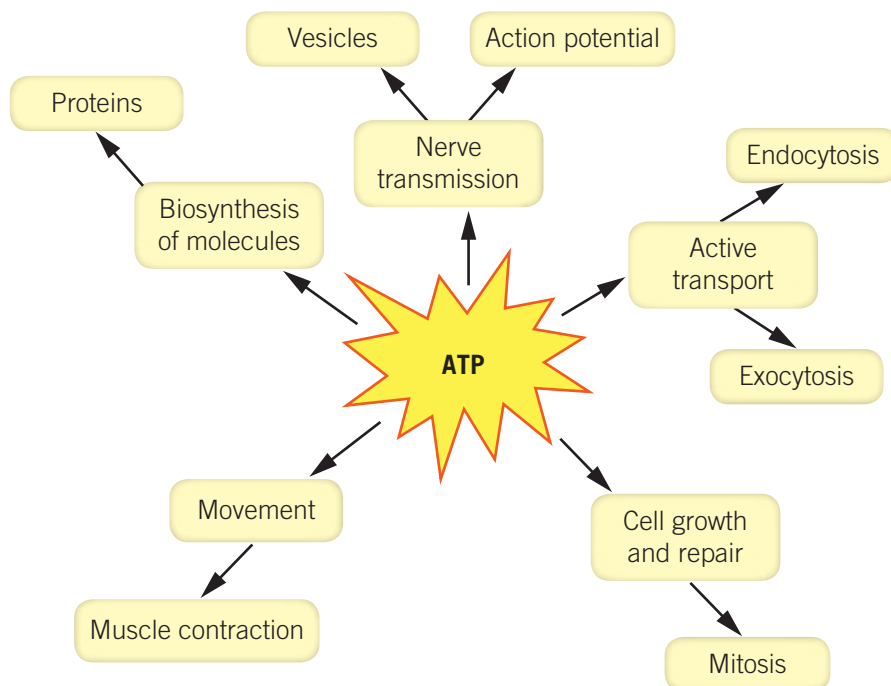 Vesicles
Action potential
Proteins
Nerve
transmission
Endocytosis
Biosynthesis
of molecules
Active
transport
ATP
Exocytosis
Movement
Cell growth
and repair
Muscle contraction
Mitosis